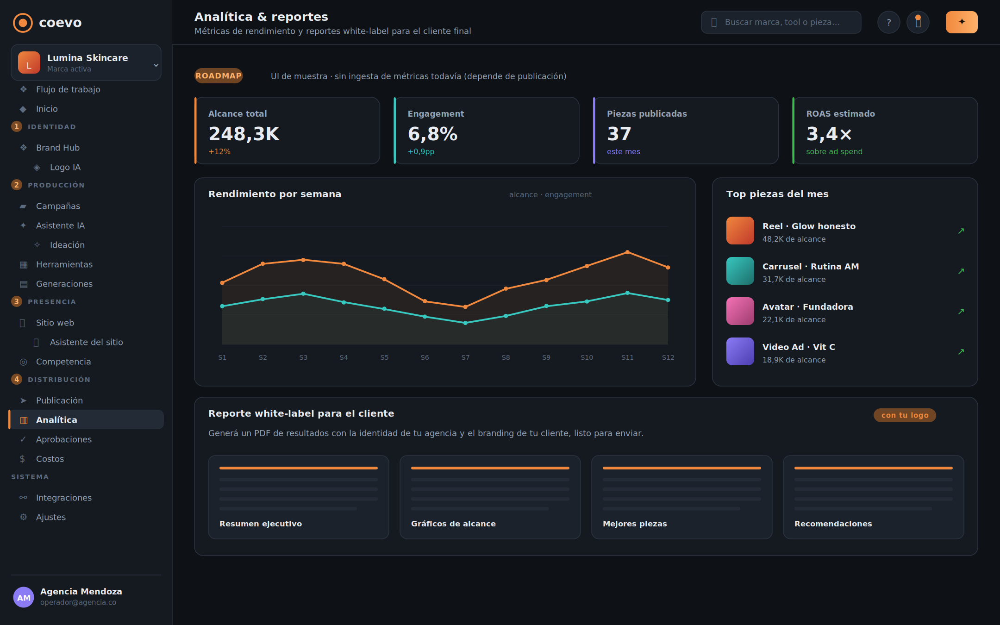 coevo
L
Lumina Skincare
Marca activa
Flujo de trabajo
Inicio
1 IDENTIDAD
Brand Hub
Logo IA
2 PRODUCCIÓN
Campañas
Asistente IA
Ideación
Herramientas
Generaciones
3 PRESENCIA
Sitio web
Asistente del sitio
Competencia
4 DISTRIBUCIÓN
Publicación
Analítica
Aprobaciones
$ Costos
SISTEMA
Integraciones
Ajustes
AM
Agencia Mendoza
operador@agencia.co
Analítica & reportes
Métricas de rendimiento y reportes white-label para el cliente final
Buscar marca, tool o pieza…
?
ROADMAP
UI de muestra · sin ingesta de métricas todavía (depende de publicación)
Alcance total
248,3K
+12%
Engagement
6,8%
+0,9pp
Piezas publicadas
37
este mes
ROAS estimado
3,4×
sobre ad spend
Rendimiento por semana
alcance · engagement
S1 S2 S3 S4 S5 S6 S7 S8 S9 S10 S11 S12
Top piezas del mes
Reel · Glow honesto
48,2K de alcance
Carrusel · Rutina AM
31,7K de alcance
Avatar · Fundadora
22,1K de alcance
Video Ad · Vit C
18,9K de alcance
Reporte white-label para el cliente
con tu logo
Generá un PDF de resultados con la identidad de tu agencia y el branding de tu cliente, listo para enviar.
Resumen ejecutivo
Gráficos de alcance
Mejores piezas
Recomendaciones